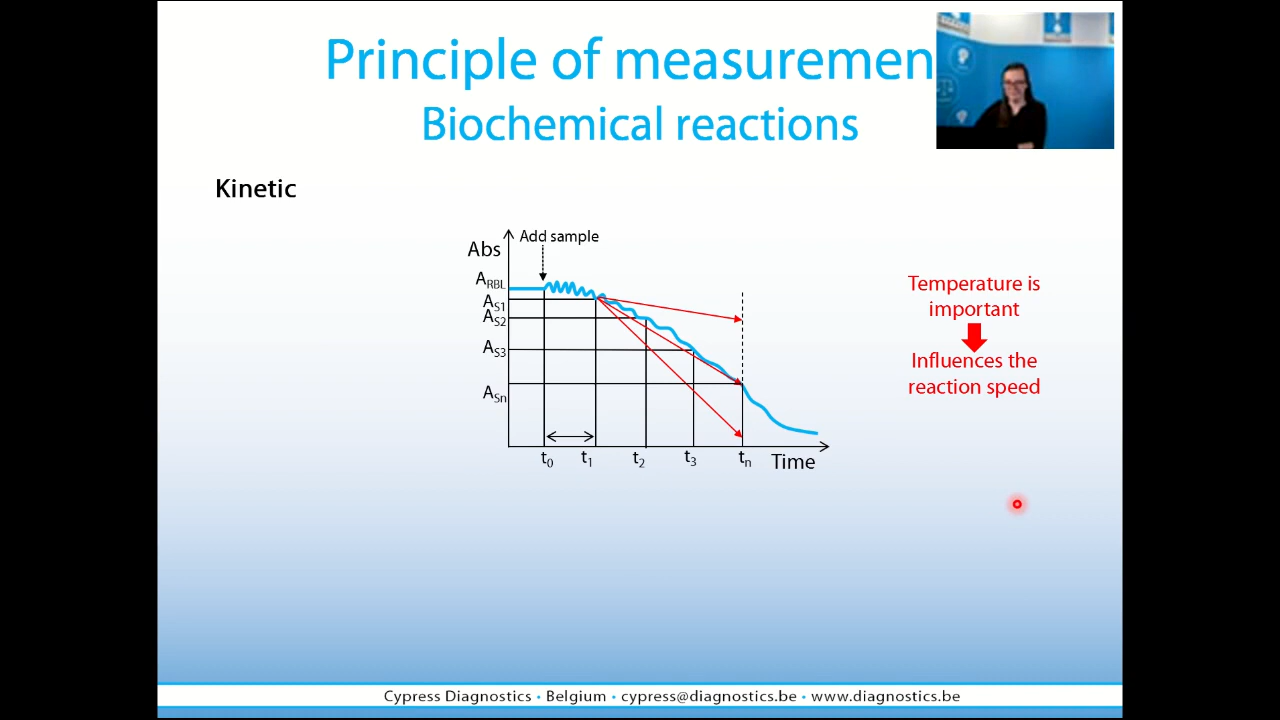 Principle of measuremen
Biochemical reactions
Kinetic
Add sample
Abs
A_RBL
A_S1
A_S2
A_S3
A_Sn
t_0
t_1
t_2
t_3
t_n
Time
Temperature is
important
Influences the
reaction speed
Cypress Diagnostics • Belgium • cypress@diagnostics.be • www.diagnostics.be